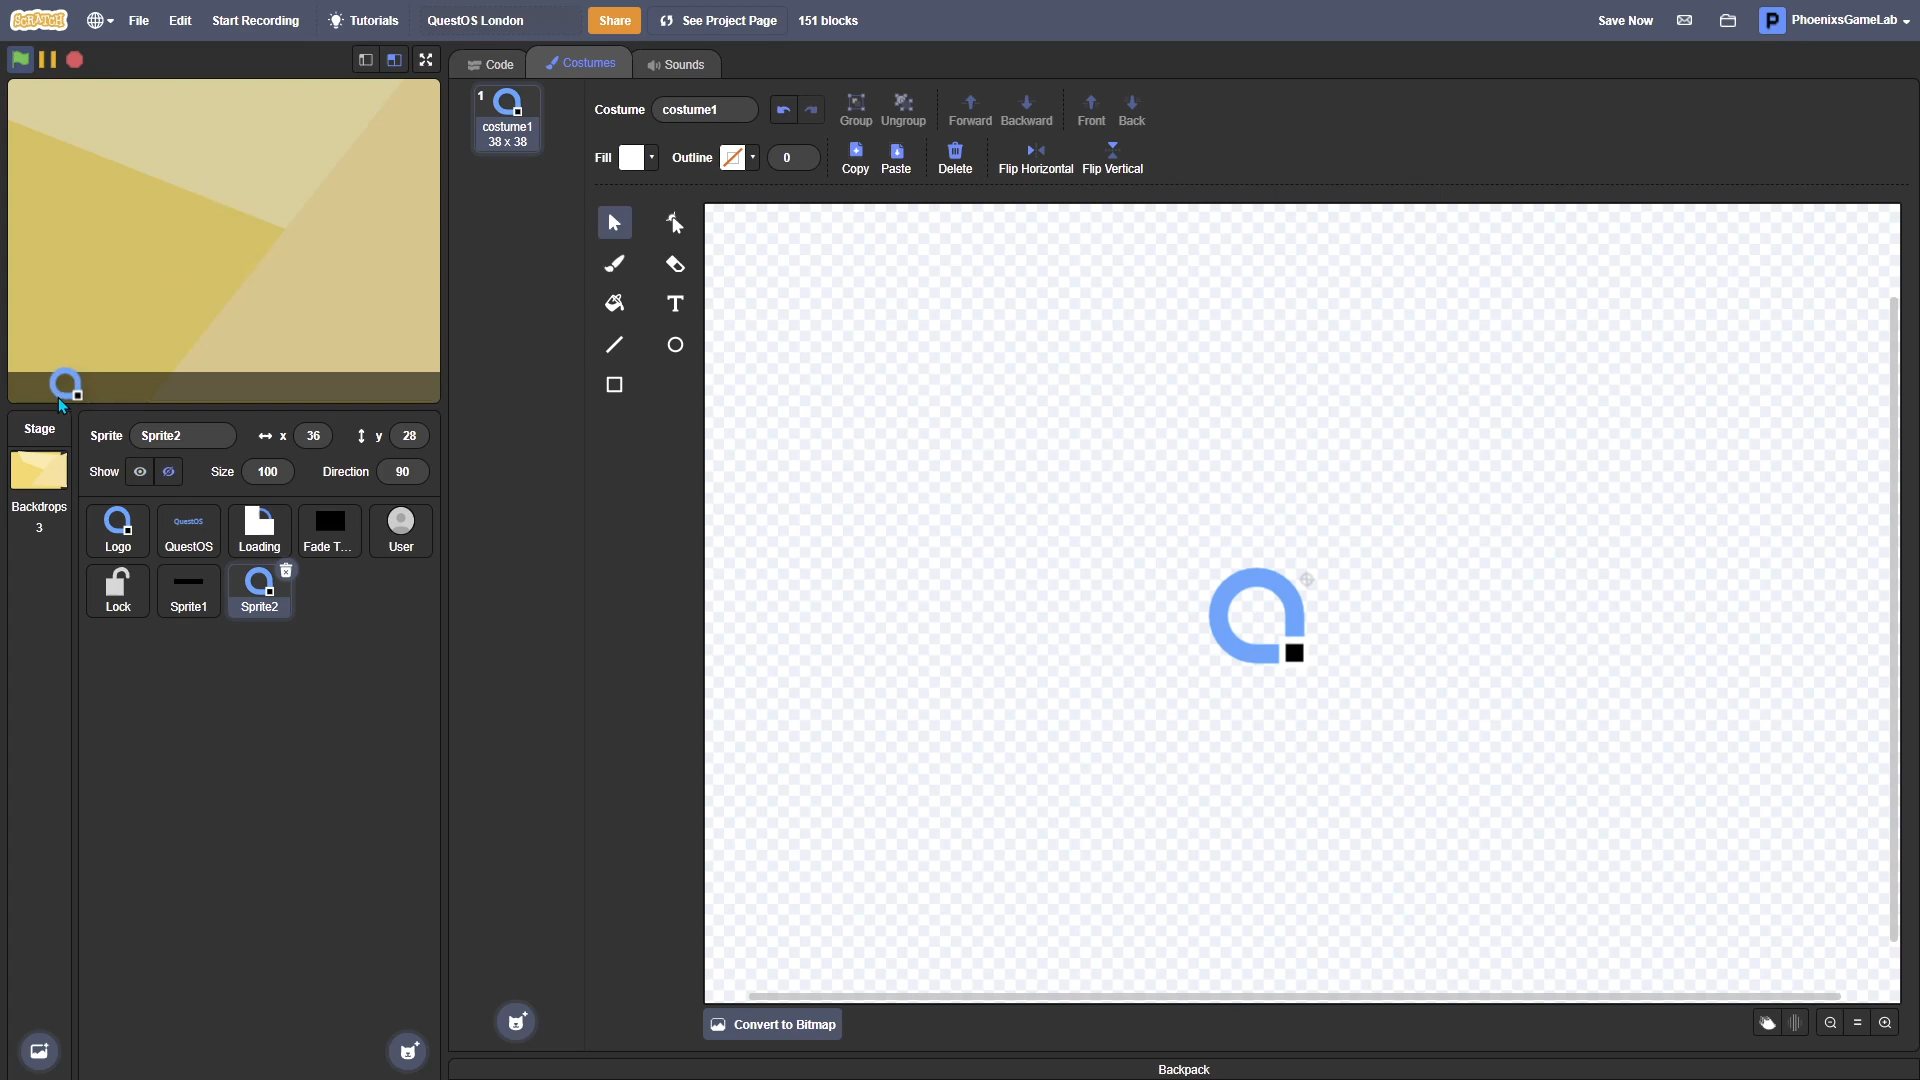 SCRATCH File Edit Start Recording Tutorials QuestOS London Share See Project Page 151 blocks Save Now P PhoenixsGameLab
Code Costumes Sounds
1
costume1
38 x 38
Costume costume1 Group Ungroup Forward Backward Front Back
Fill Outline 0 Copy Paste Delete Flip Horizontal Flip Vertical
T
Stage
Backdrops
3
Sprite Sprite2 x 36 y 28
Show Size 100 Direction 90
QuestOS
Logo QuestOS Loading Fade T... User
Lock Sprite1 Sprite2
Convert to Bitmap
Backpack